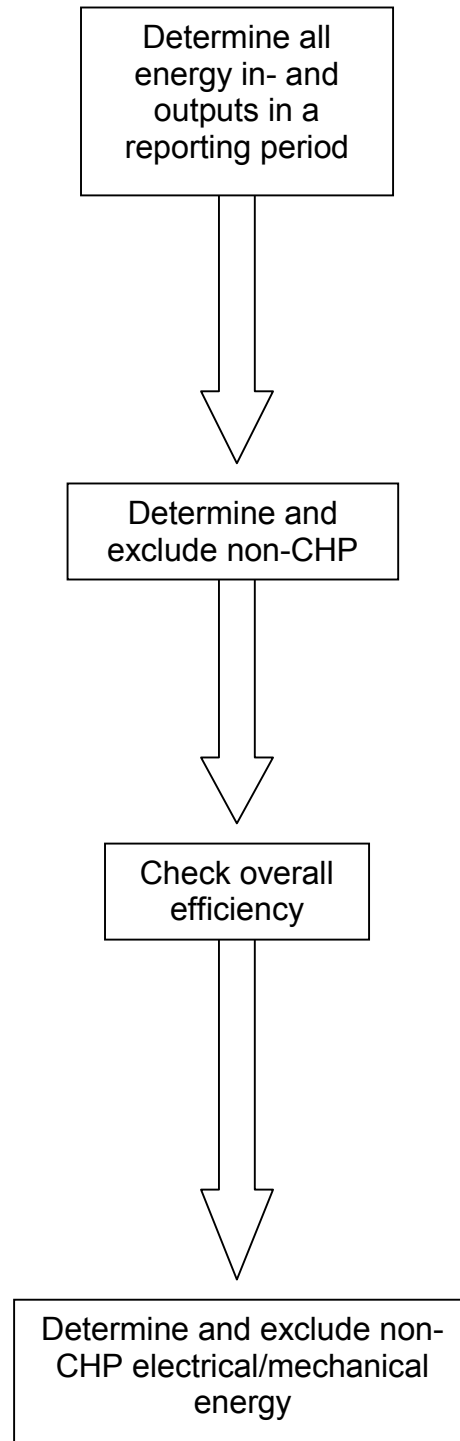 Determine all
energy in- and
outputs in a
reporting period
Determine and
exclude non-CHP
Check overall
efficiency
Determine and exclude non-
CHP electrical/mechanical
energy